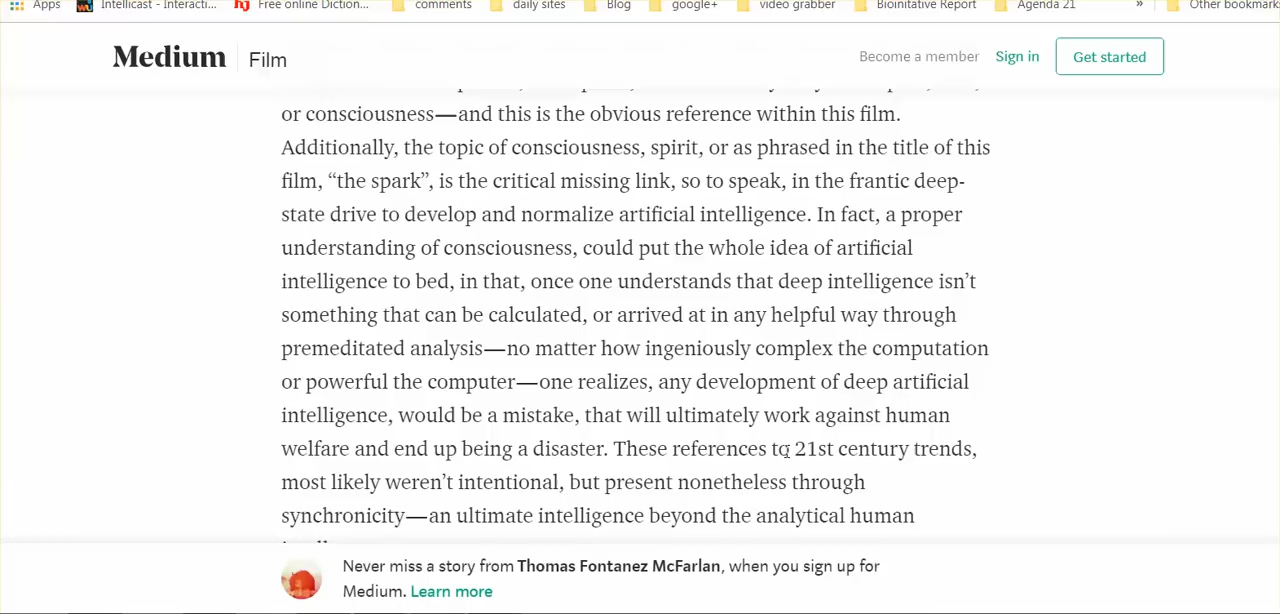 Apps Intellicast - Interacti... Free online Diction... comments daily sites Blog google+ video grabber Bioinitative Report Agenda 21 » Other bookmark
Medium Film Become a member Sign in Get started
or consciousness—and this is the obvious reference within this film.
Additionally, the topic of consciousness, spirit, or as phrased in the title of this
film, “the spark”, is the critical missing link, so to speak, in the frantic deep-
state drive to develop and normalize artificial intelligence. In fact, a proper
understanding of consciousness, could put the whole idea of artificial
intelligence to bed, in that, once one understands that deep intelligence isn’t
something that can be calculated, or arrived at in any helpful way through
premeditated analysis—no matter how ingeniously complex the computation
or powerful the computer—one realizes, any development of deep artificial
intelligence, would be a mistake, that will ultimately work against human
welfare and end up being a disaster. These references to 21st century trends,
most likely weren’t intentional, but present nonetheless through
synchronicity—an ultimate intelligence beyond the analytical human
Never miss a story from Thomas Fontanez McFarlan, when you sign up for
Medium. Learn more